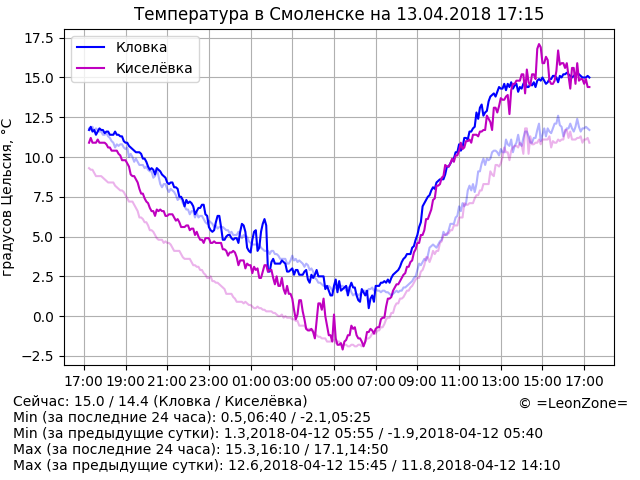 Температура в Смоленске на 13.04.2018 17:15
Кловка
Киселёвка
градусов Цельсия, °C
17.5
15.0
12.5
10.0
7.5
5.0
2.5
0.0
−2.5
17:00 19:00 21:00 23:00 01:00 03:00 05:00 07:00 09:00 11:00 13:00 15:00 17:00
© =LeonZone=
Сейчас: 15.0 / 14.4 (Кловка / Киселёвка)
Min (за последние 24 часа): 0.5,06:40 / -2.1,05:25
Min (за предыдущие сутки): 1.3,2018-04-12 05:55 / -1.9,2018-04-12 05:40
Max (за последние 24 часа): 15.3,16:10 / 17.1,14:50
Max (за предыдущие сутки): 12.6,2018-04-12 15:45 / 11.8,2018-04-12 14:10